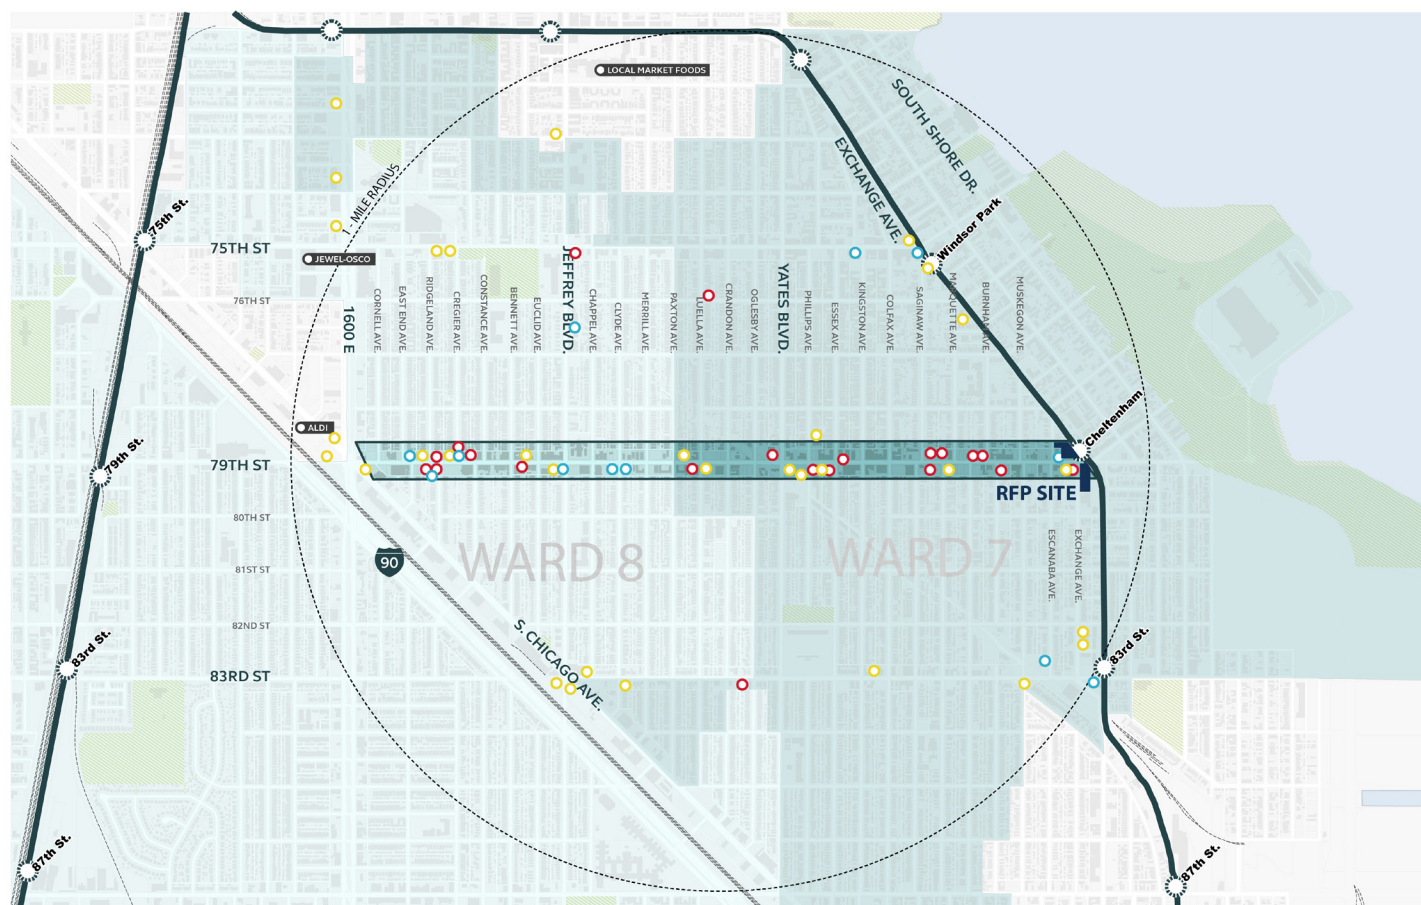 LOCAL MARKET FOODS
SOUTH SHORE DR.
EXCHANGE AVE.
1 - MILE RADIUS
75th St.
Windsor Park
75TH ST
JEWEL-OSCO
76TH ST
1600 E
CORNELL AVE.
EAST END AVE.
RIDGELAND AVE.
CREGIER AVE.
CONSTANCE AVE.
BENNETT AVE.
EUCLID AVE.
JEFFREY BLVD.
CHAPPEL AVE.
CLYDE AVE.
MERRILL AVE.
PAXTON AVE.
LUELLA AVE.
CRANDON AVE.
OGLESBY AVE.
YATES BLVD.
PHILLIPS AVE.
ESSEX AVE.
KINGSTON AVE.
COLFAX AVE.
SAGINAW AVE.
MARQUETTE AVE.
BURNHAM AVE.
MUSKEGON AVE.
ALDI
Cheltenham
79th St.
79TH ST
RFP SITE
80TH ST
90
WARD 8
WARD 7
ESCANABA AVE.
EXCHANGE AVE.
81ST ST
82ND ST
83rd St.
83RD ST
S. CHICAGO AVE.
83rd St.
87th St.
87th St.